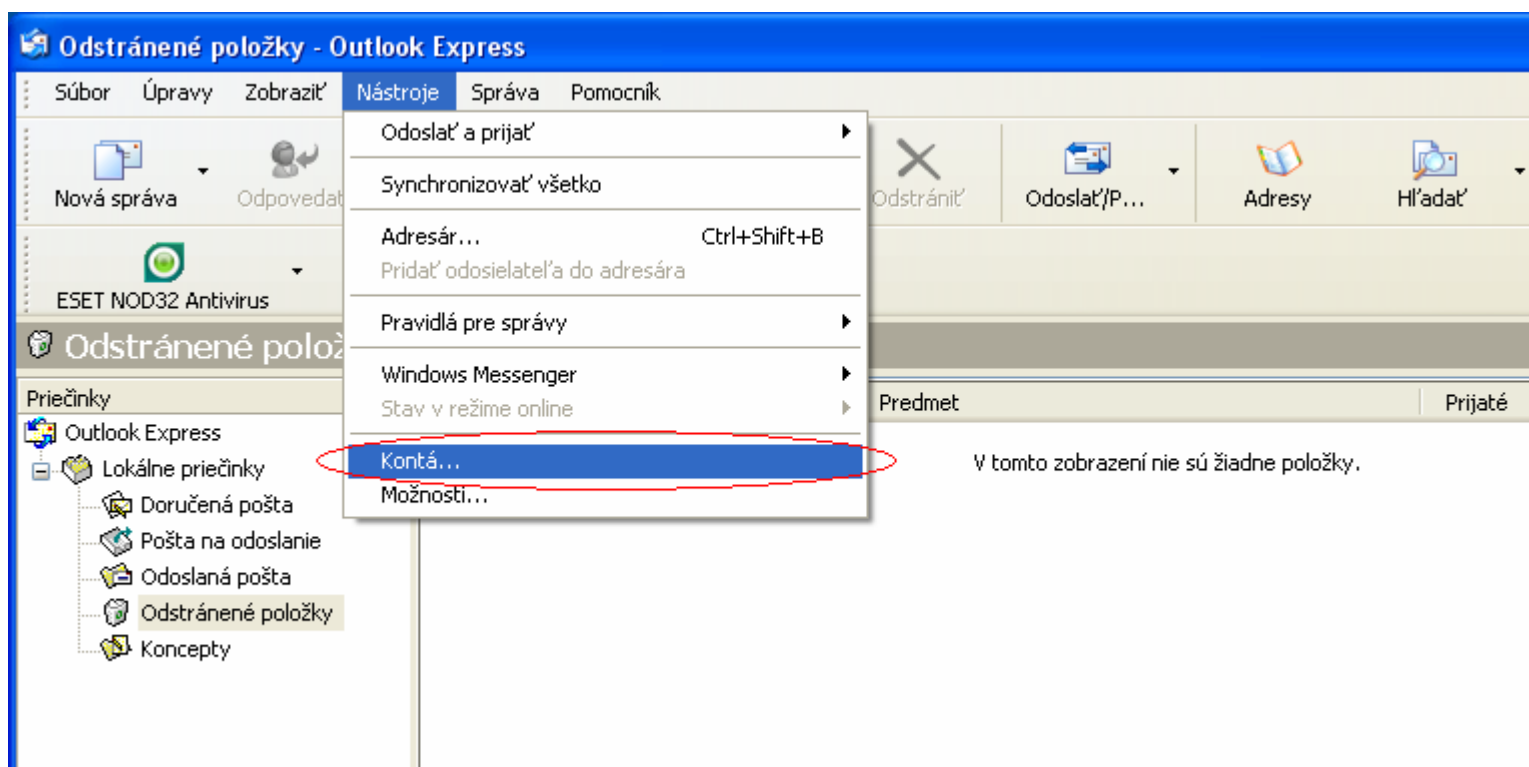 Odstránené položky - Outlook Express
Súbor Úpravy Zobraziť Nástroje Správa Pomocník
Nová správa Odpovedať Odstrániť Odoslať/P... Adresy Hľadať
ESET NOD32 Antivirus
Odoslať a prijať
Synchronizovať všetko
Adresár... Ctrl+Shift+B
Pridať odosielateľa do adresára
Pravidlá pre správy
Windows Messenger
Stav v režime online
Kontá...
Možnosti...
Odstránené polož
Priečinky
Outlook Express
Lokálne priečinky
Doručená pošta
Pošta na odoslanie
Odoslaná pošta
Odstránené položky
Koncepty
Predmet Prijaté
V tomto zobrazení nie sú žiadne položky.